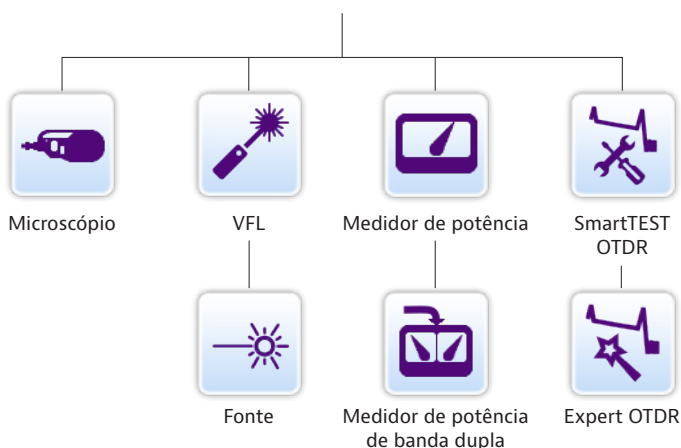 Microscópio
VFL
Medidor de potência
SmartTEST
OTDR
Fonte
Medidor de potência
de banda dupla
Expert OTDR